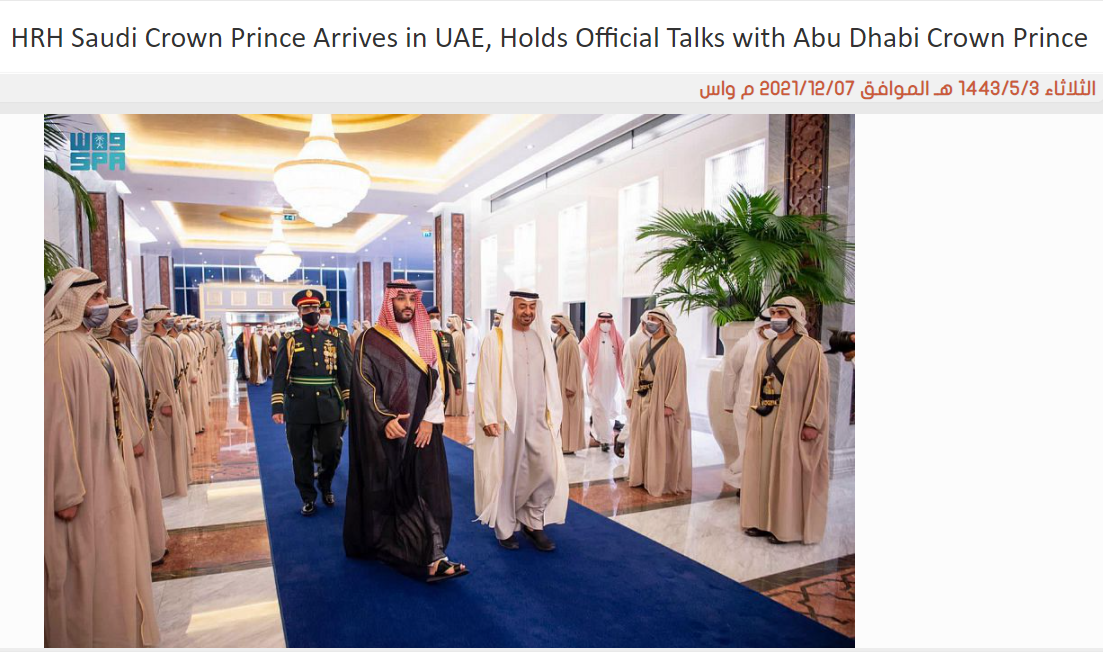 HRH Saudi Crown Prince Arrives in UAE, Holds Official Talks with Abu Dhabi Crown Prince
الثلاثاء 1443/5/3 هـ الموافق 2021/12/07 م واس
واس
SPA